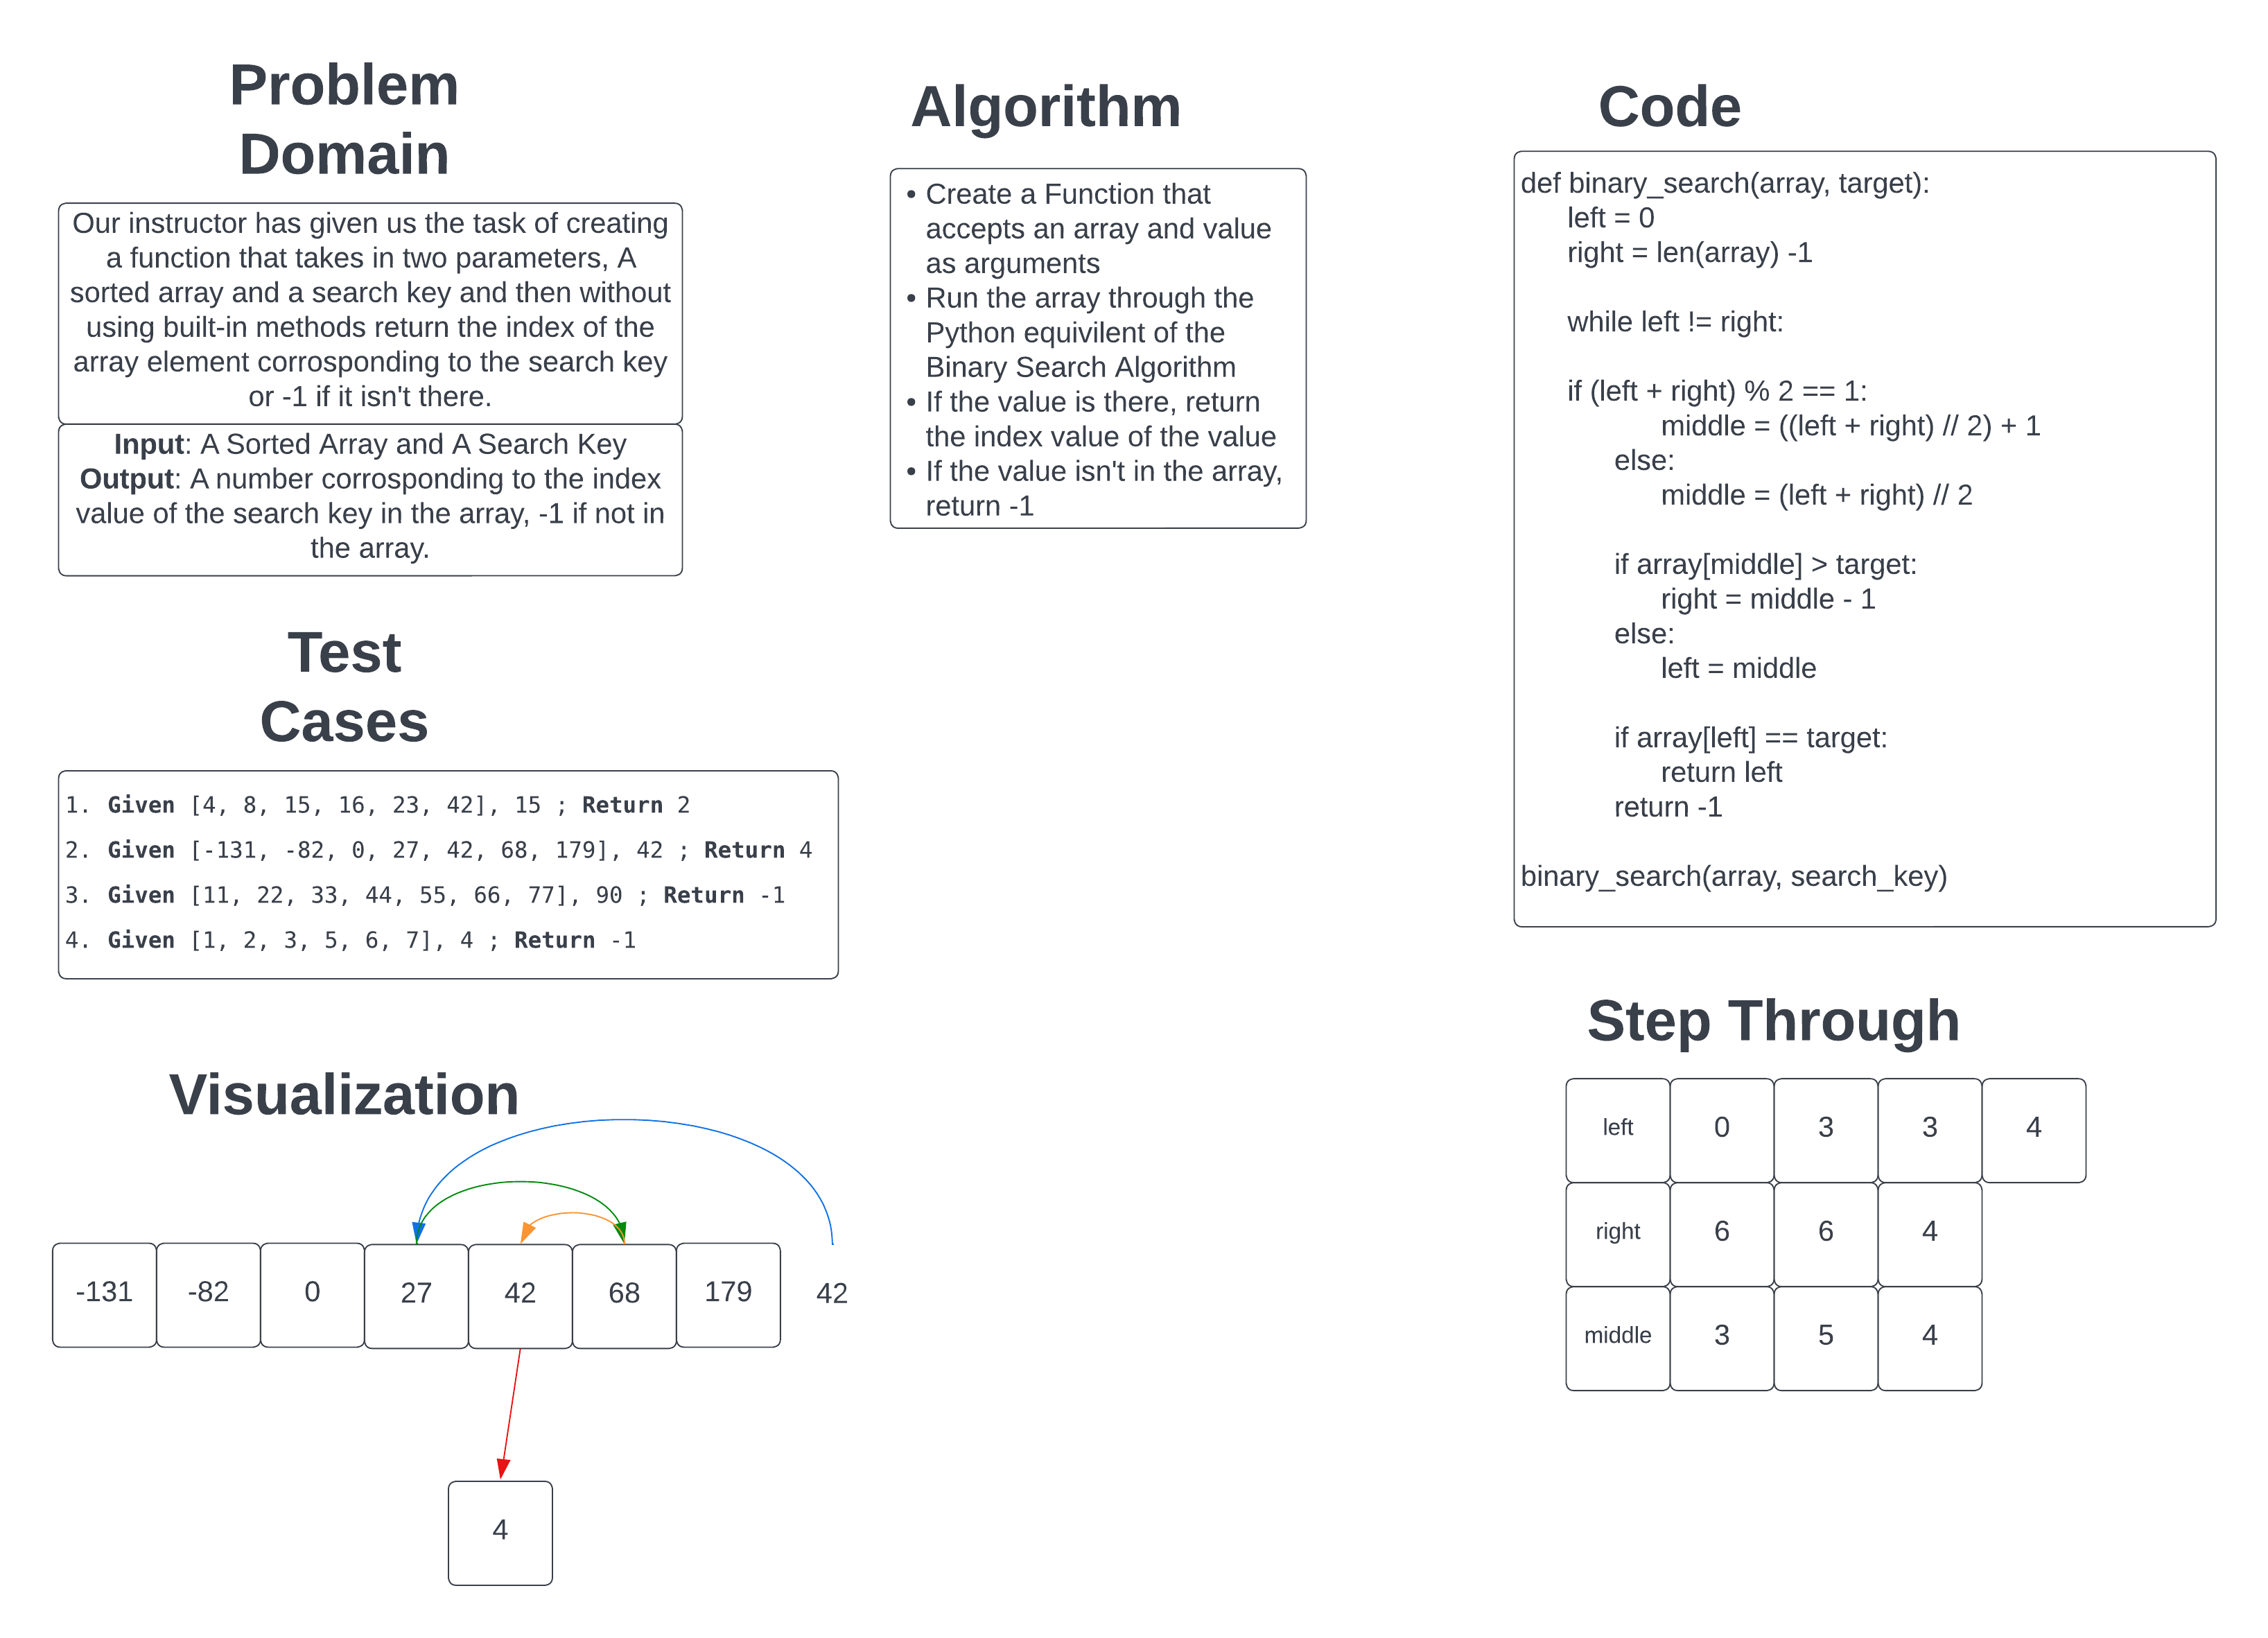 Problem
Domain
Our instructor has given us the task of creating
a function that takes in two parameters, A
sorted array and a search key and then without
using built-in methods return the index of the
array element corrosponding to the search key
or -1 if it isn't there.
Input: A Sorted Array and A Search Key
Output: A number corrosponding to the index
value of the search key in the array, -1 if not in
the array.
Test
Cases
1. Given [4, 8, 15, 16, 23, 42], 15 ; Return 2
2. Given [-131, -82, 0, 27, 42, 68, 179], 42 ; Return 4
3. Given [11, 22, 33, 44, 55, 66, 77], 90 ; Return -1
4. Given [1, 2, 3, 5, 6, 7], 4 ; Return -1
Visualization
-131 -82 0 27 42 68 179 42
4
Algorithm
• Create a Function that
accepts an array and value
as arguments
• Run the array through the
Python equivilent of the
Binary Search Algorithm
• If the value is there, return
the index value of the value
• If the value isn't in the array,
return -1
Code
def binary_search(array, target):
left = 0
right = len(array) -1
while left != right:
if (left + right) % 2 == 1:
middle = ((left + right) // 2) + 1
else:
middle = (left + right) // 2
if array[middle] > target:
right = middle - 1
else:
left = middle
if array[left] == target:
return left
return -1
binary_search(array, search_key)
Step Through
left 0 3 3 4
right 6 6 4
middle 3 5 4